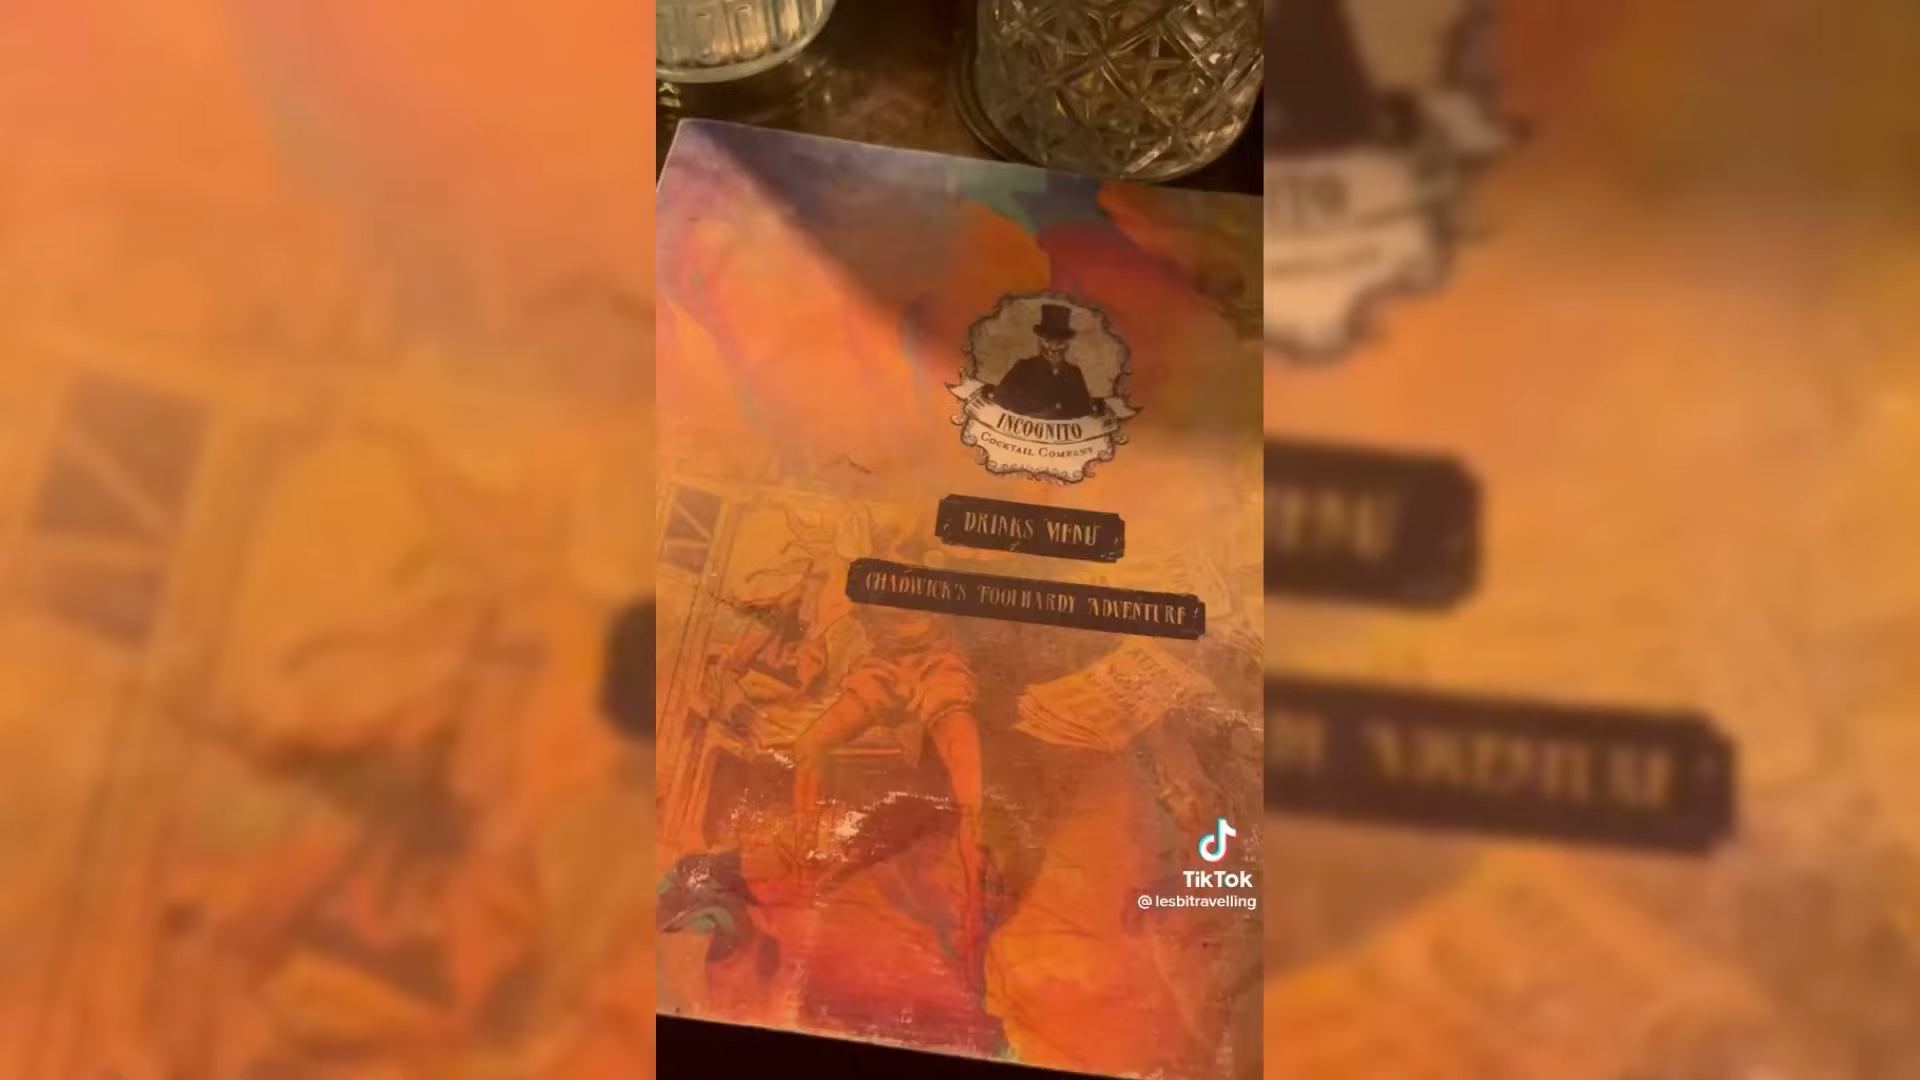 INCOGNITO
COCKTAIL COMPANY
DRINKS MENU
CHADWICK'S FOOLHARDY ADVENTURE
TikTok
@lesbitravelling